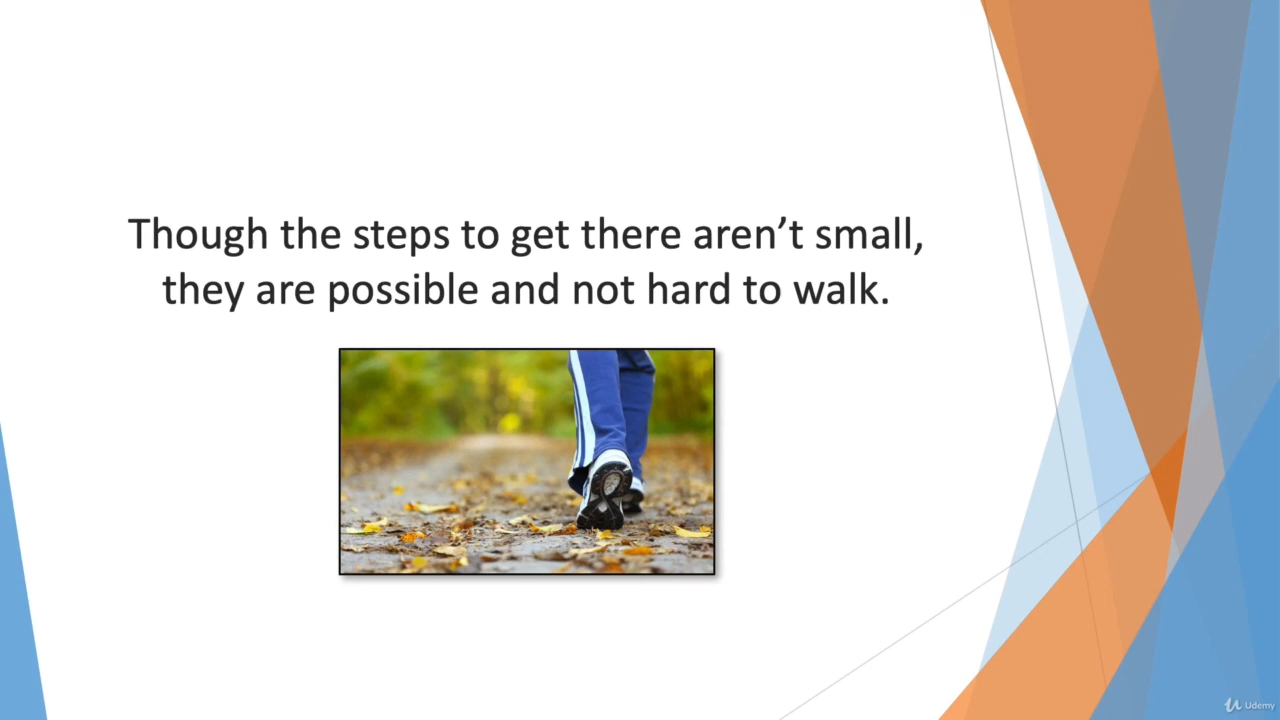 Though the steps to get there aren’t small,
they are possible and not hard to walk.
Udemy